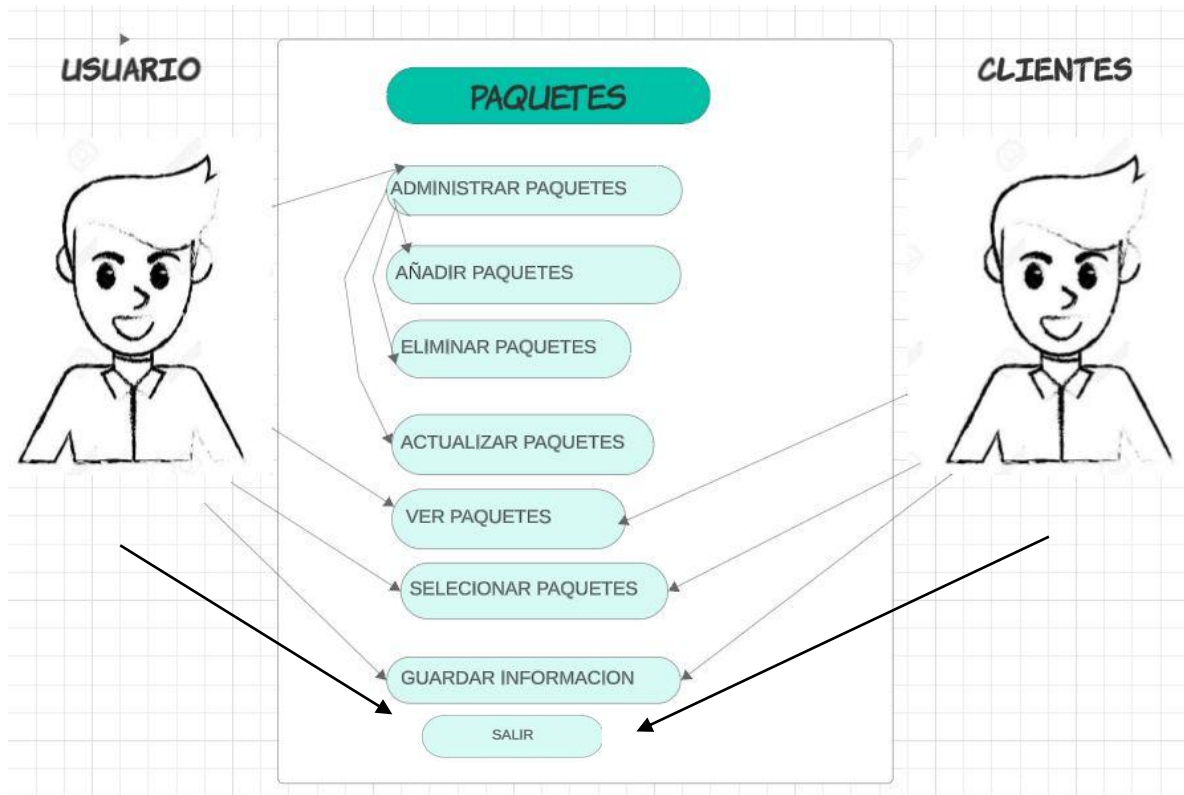 USUARIO
CLIENTES
PAQUETES
ADMINISTRAR PAQUETES
AÑADIR PAQUETES
ELIMINAR PAQUETES
ACTUALIZAR PAQUETES
VER PAQUETES
SELECIONAR PAQUETES
GUARDAR INFORMACION
SALIR